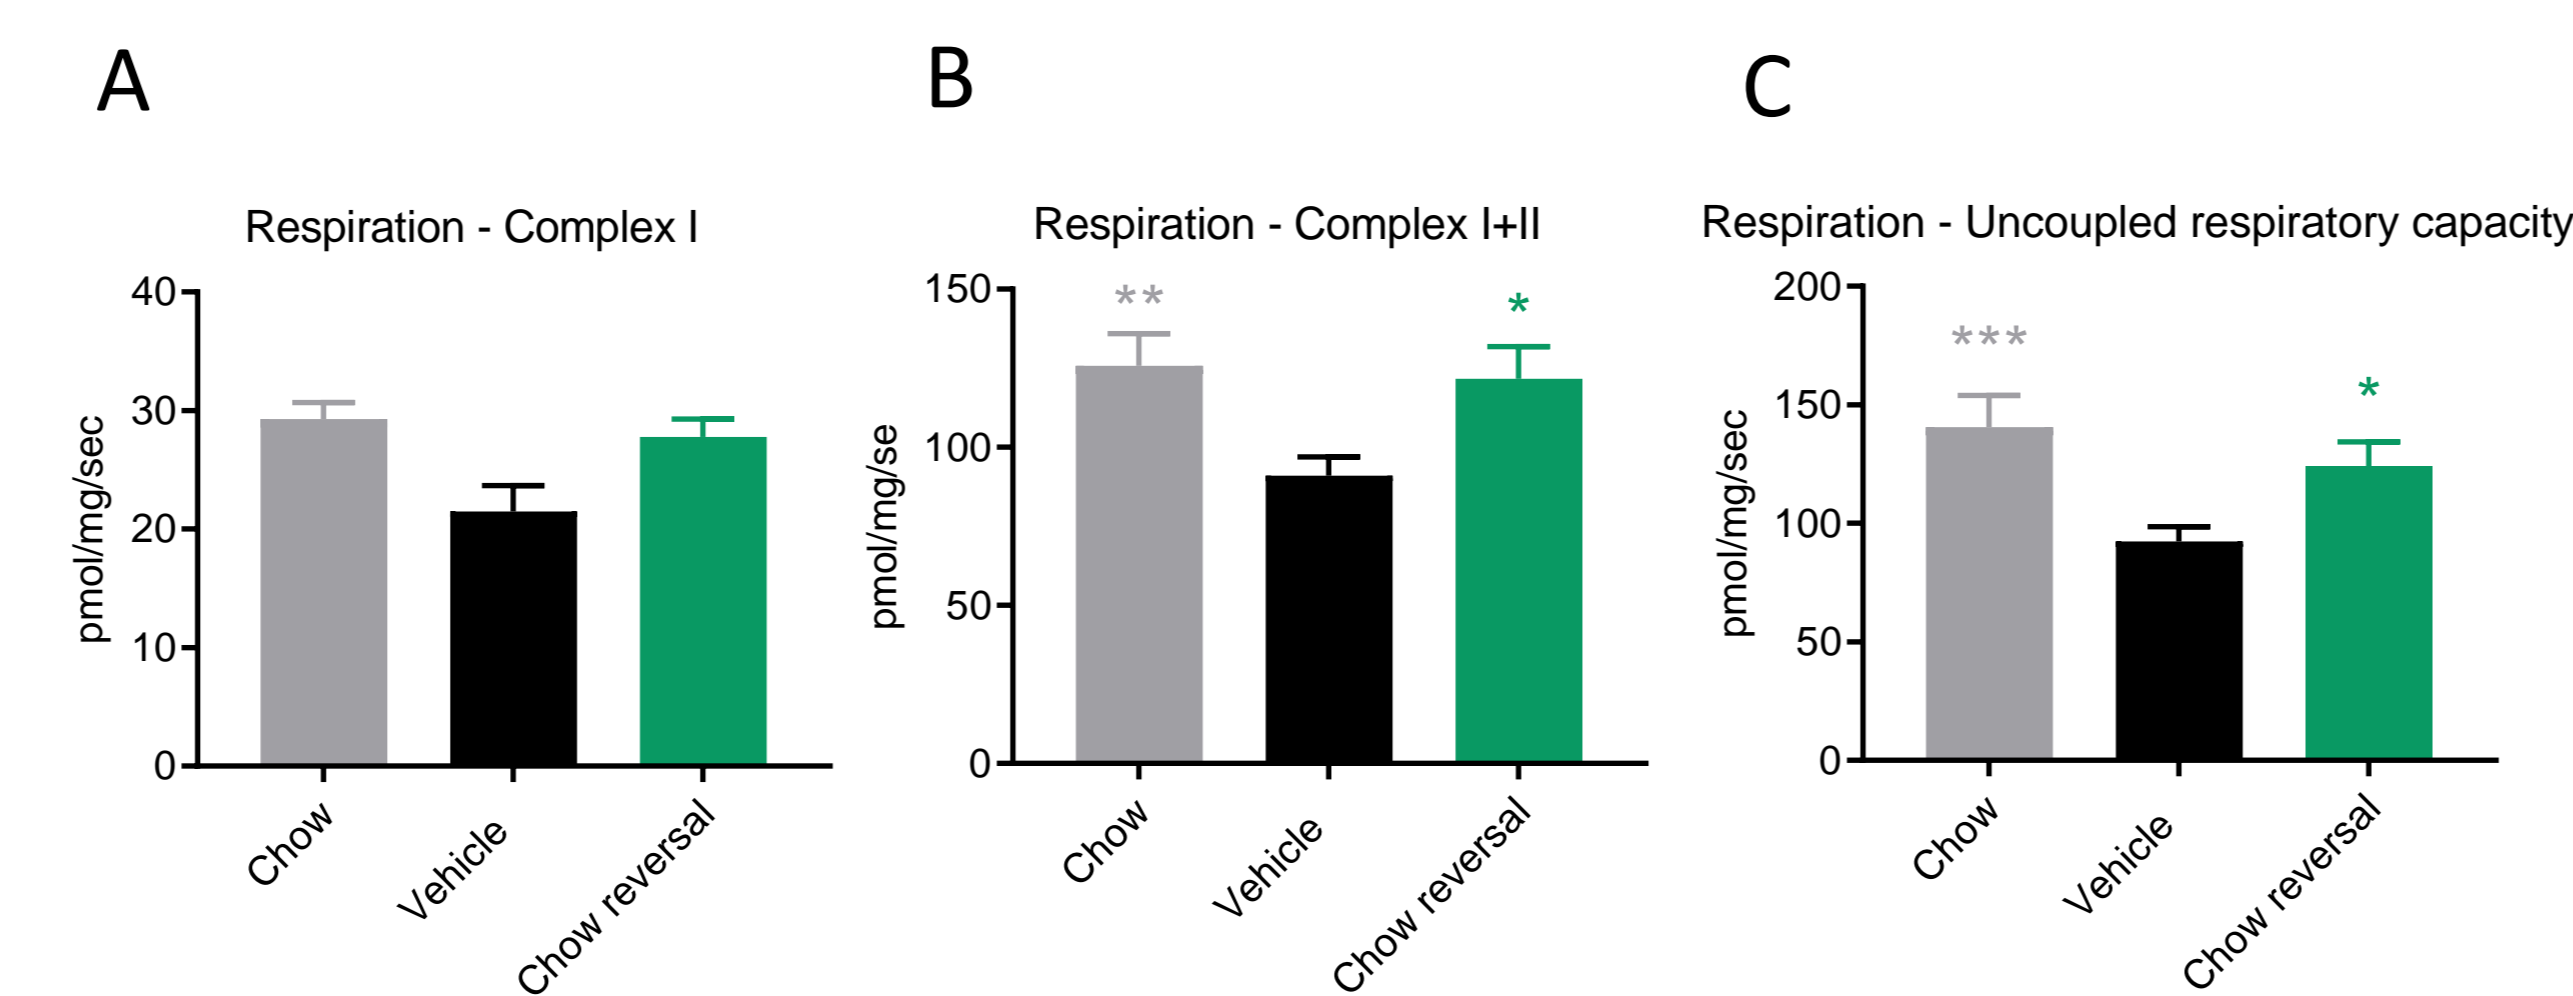 A
B
C
Respiration - Complex I
40
30
20
10
0
pmol/mg/sec
Chow
Vehicle
Chow reversal
Respiration - Complex I+II
150
100
50
0
pmol/mg/se
**
*
Chow
Vehicle
Chow reversal
Respiration - Uncoupled respiratory capacity
200
150
100
50
0
pmol/mg/sec
***
*
Chow
Vehicle
Chow reversal